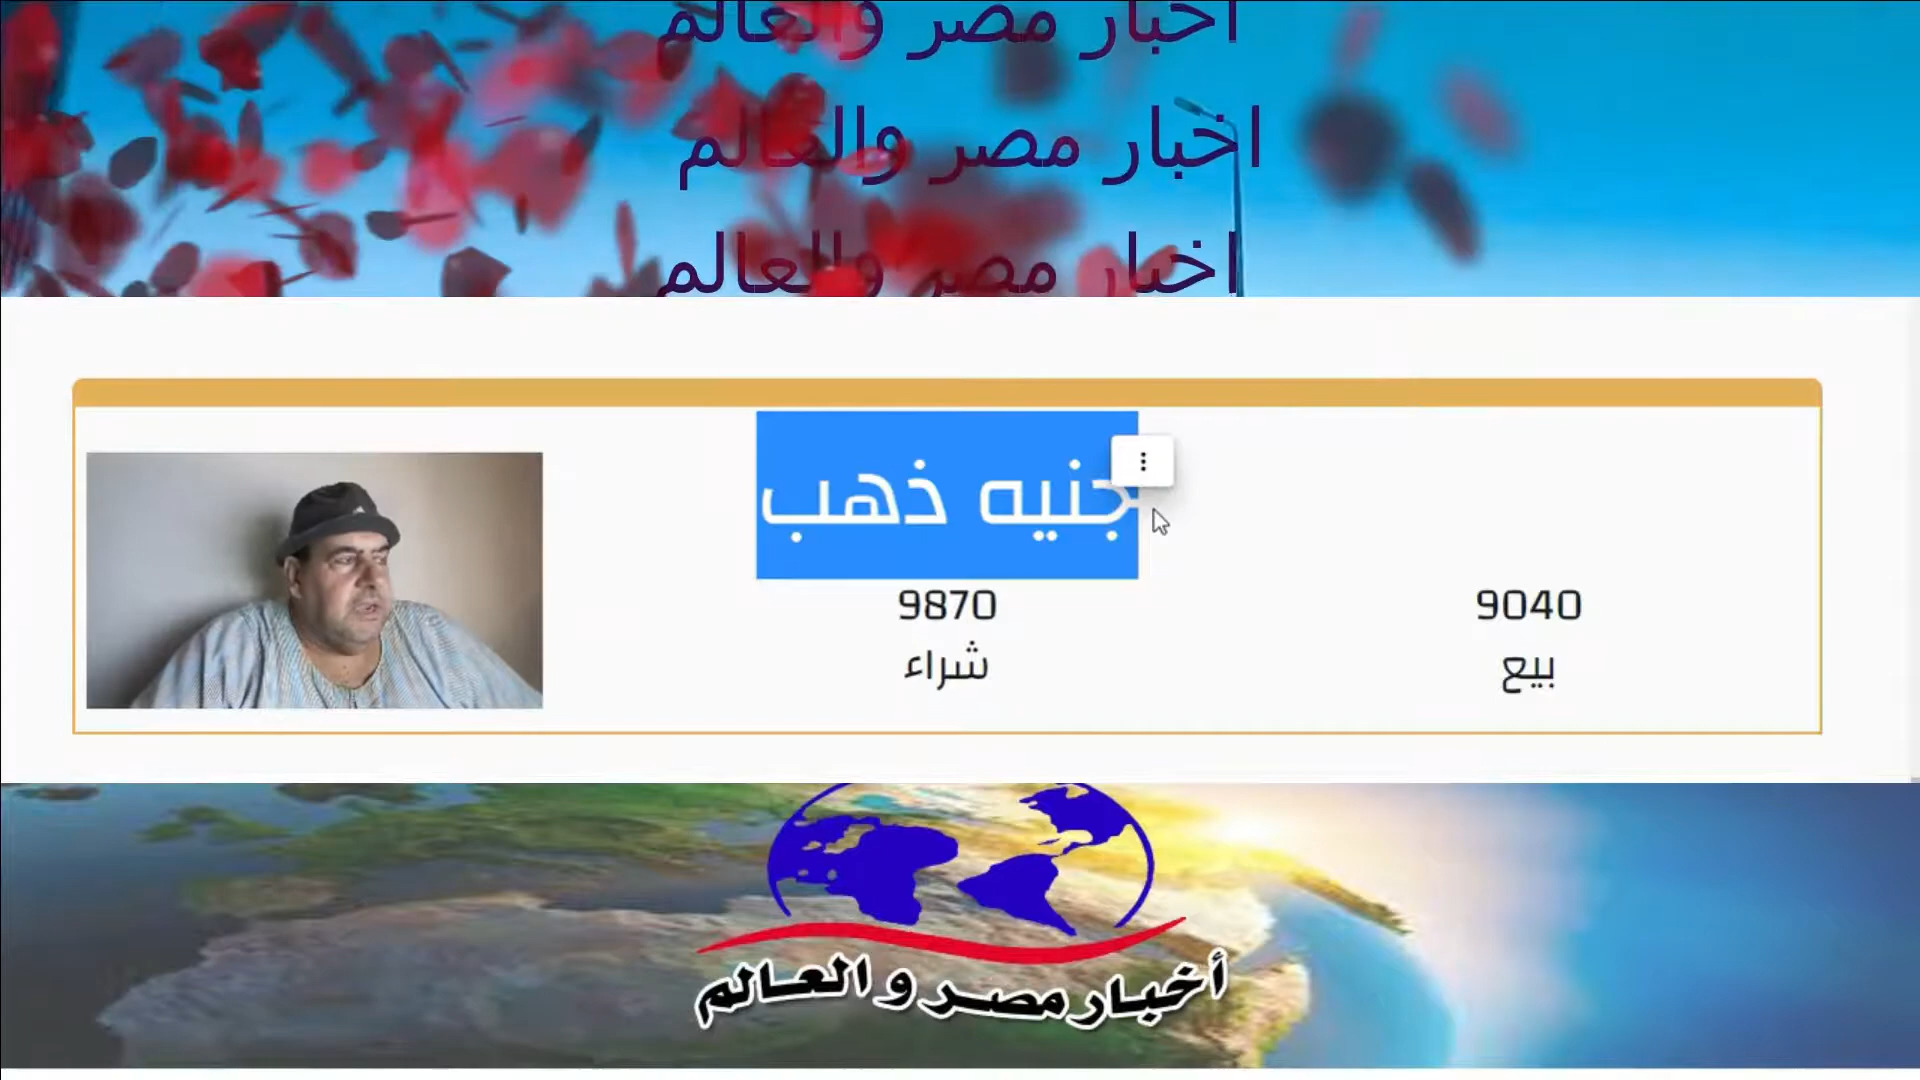 اخبار مصر والعالم
اخبار مصر والعالم
اخبار مصر والعالم
جنيه ذهب
9040
9870
بيع
شراء
أخبار مصر و العالم